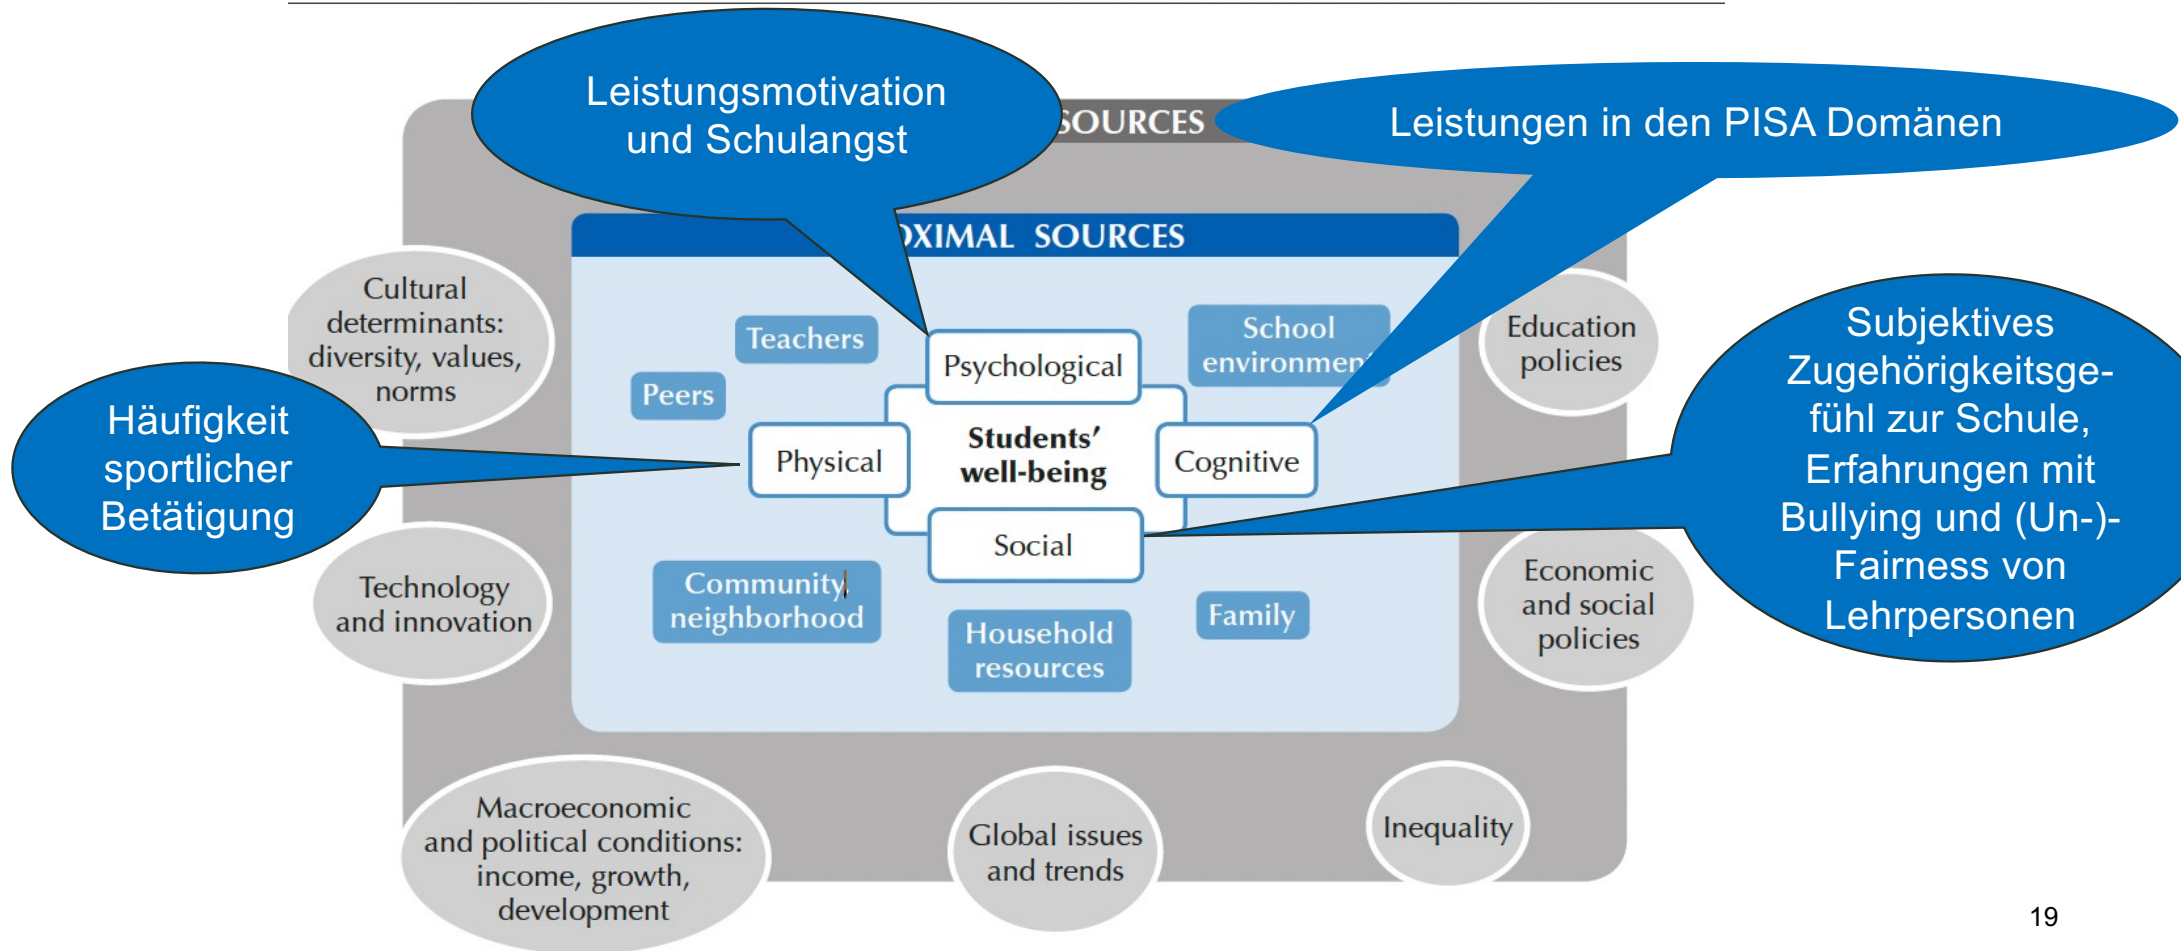 Leistungsmotivation
und Schulangst
SOURCES
Leistungen in den PISA Domänen
OXIMAL SOURCES
Cultural
determinants:
diversity, values,
norms
Teachers
Peers
Psychological
School
environmen
Education
policies
Subjektives
Zugehörigkeitsge-
fühl zur Schule,
Erfahrungen mit
Bullying und (Un-)-
Fairness von
Lehrpersonen
Häufigkeit
sportlicher
Betätigung
Physical
Students'
well-being
Cognitive
Social
Technology
and innovation
Community
neighborhood
Household
resources
Family
Economic
and social
policies
Macroeconomic
and political conditions:
income, growth,
development
Global issues
and trends
Inequality
19